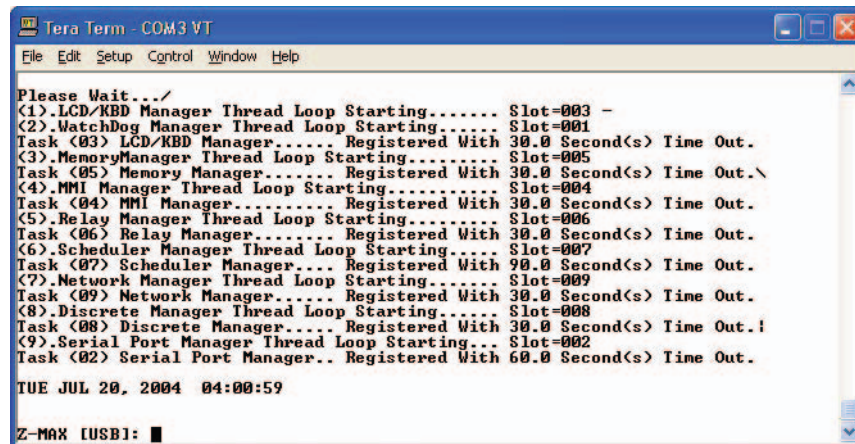 Tera Term - COM3 VT
File Edit Setup Control Window Help
Please Wait.../
(1).LCD/KBD Manager Thread Loop Starting....... Slot=003 -
(2).WatchDog Manager Thread Loop Starting...... Slot=001
Task (03) LCD/KBD Manager...... Registered With 30.0 Second(s) Time Out.
(3).MemoryManager Thread Loop Starting......... Slot=005
Task (05) Memory Manager....... Registered With 30.0 Second(s) Time Out.\
(4).MMI Manager Thread Loop Starting........... Slot=004
Task (04) MMI Manager.......... Registered With 30.0 Second(s) Time Out.
(5).Relay Manager Thread Loop Starting......... Slot=006
Task (06) Relay Manager........ Registered With 30.0 Second(s) Time Out.
(6).Scheduler Manager Thread Loop Starting..... Slot=007
Task (07) Scheduler Manager.... Registered With 90.0 Second(s) Time Out.
(7).Network Manager Thread Loop Starting....... Slot=009
Task (09) Network Manager...... Registered With 30.0 Second(s) Time Out.
(8).Discrete Manager Thread Loop Starting...... Slot=008
Task (08) Discrete Manager..... Registered With 30.0 Second(s) Time Out.¦
(9).Serial Port Manager Thread Loop Starting... Slot=002
Task (02) Serial Port Manager.. Registered With 60.0 Second(s) Time Out.
TUE JUL 20, 2004 04:00:59
Z-MAX [USB]: